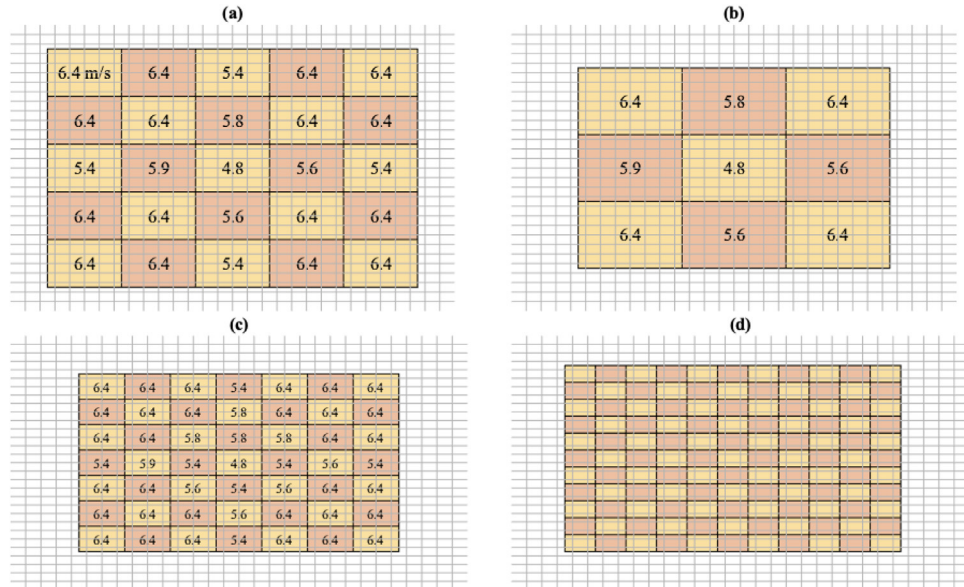 (a)
6.4 m/s 6.4 5.4 6.4 6.4
6.4 6.4 5.8 6.4 6.4
5.4 5.9 4.8 5.6 5.4
6.4 6.4 5.6 6.4 6.4
6.4 6.4 5.4 6.4 6.4
(b)
6.4 5.8 6.4
5.9 4.8 5.6
6.4 5.6 6.4
(c)
6.4 6.4 6.4 5.4 6.4 6.4 6.4
6.4 6.4 6.4 5.8 6.4 6.4 6.4
6.4 6.4 5.8 5.8 5.8 6.4 6.4
5.4 5.9 5.4 4.8 5.4 5.6 5.4
6.4 6.4 5.6 5.4 5.6 6.4 6.4
6.4 6.4 6.4 5.6 6.4 6.4 6.4
6.4 6.4 6.4 5.4 6.4 6.4 6.4
(d)